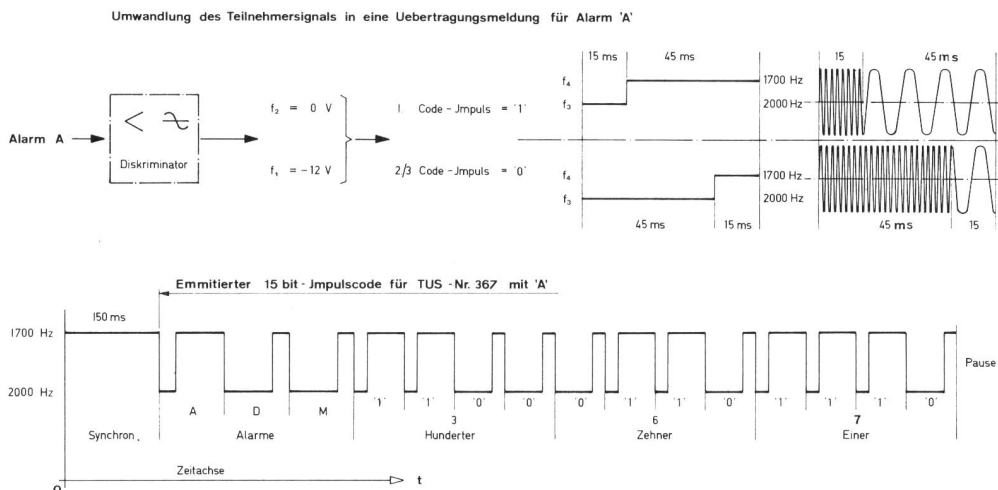 Umwandlung des Teilnehmersignals in eine Uebertragungsmeldung für Alarm 'A'
15 ms 45 ms
15 45 ms
f₄ 1700 Hz
f₃ 2000 Hz
Alarm A
Diskriminator
f₂ = 0 V
f₁ = -12 V
1. Code - Jmpuls = '1'
2/3 Code - Jmpuls = '0'
f₄ 1700 Hz
f₃ 2000 Hz
45 ms 15 ms
45 ms 15
Emmitierter 15 bit - Jmpulscode für TUS - Nr. 367 mit 'A'
150 ms
1700 Hz
2000 Hz
Pause
A D M '1' '1' '0' '0' '0' '1' '1' '0' '1' '1' '1' '0'
3 6 7
Synchron. Alarme Hunderter Zehner Einer
Zeitachse
0 t